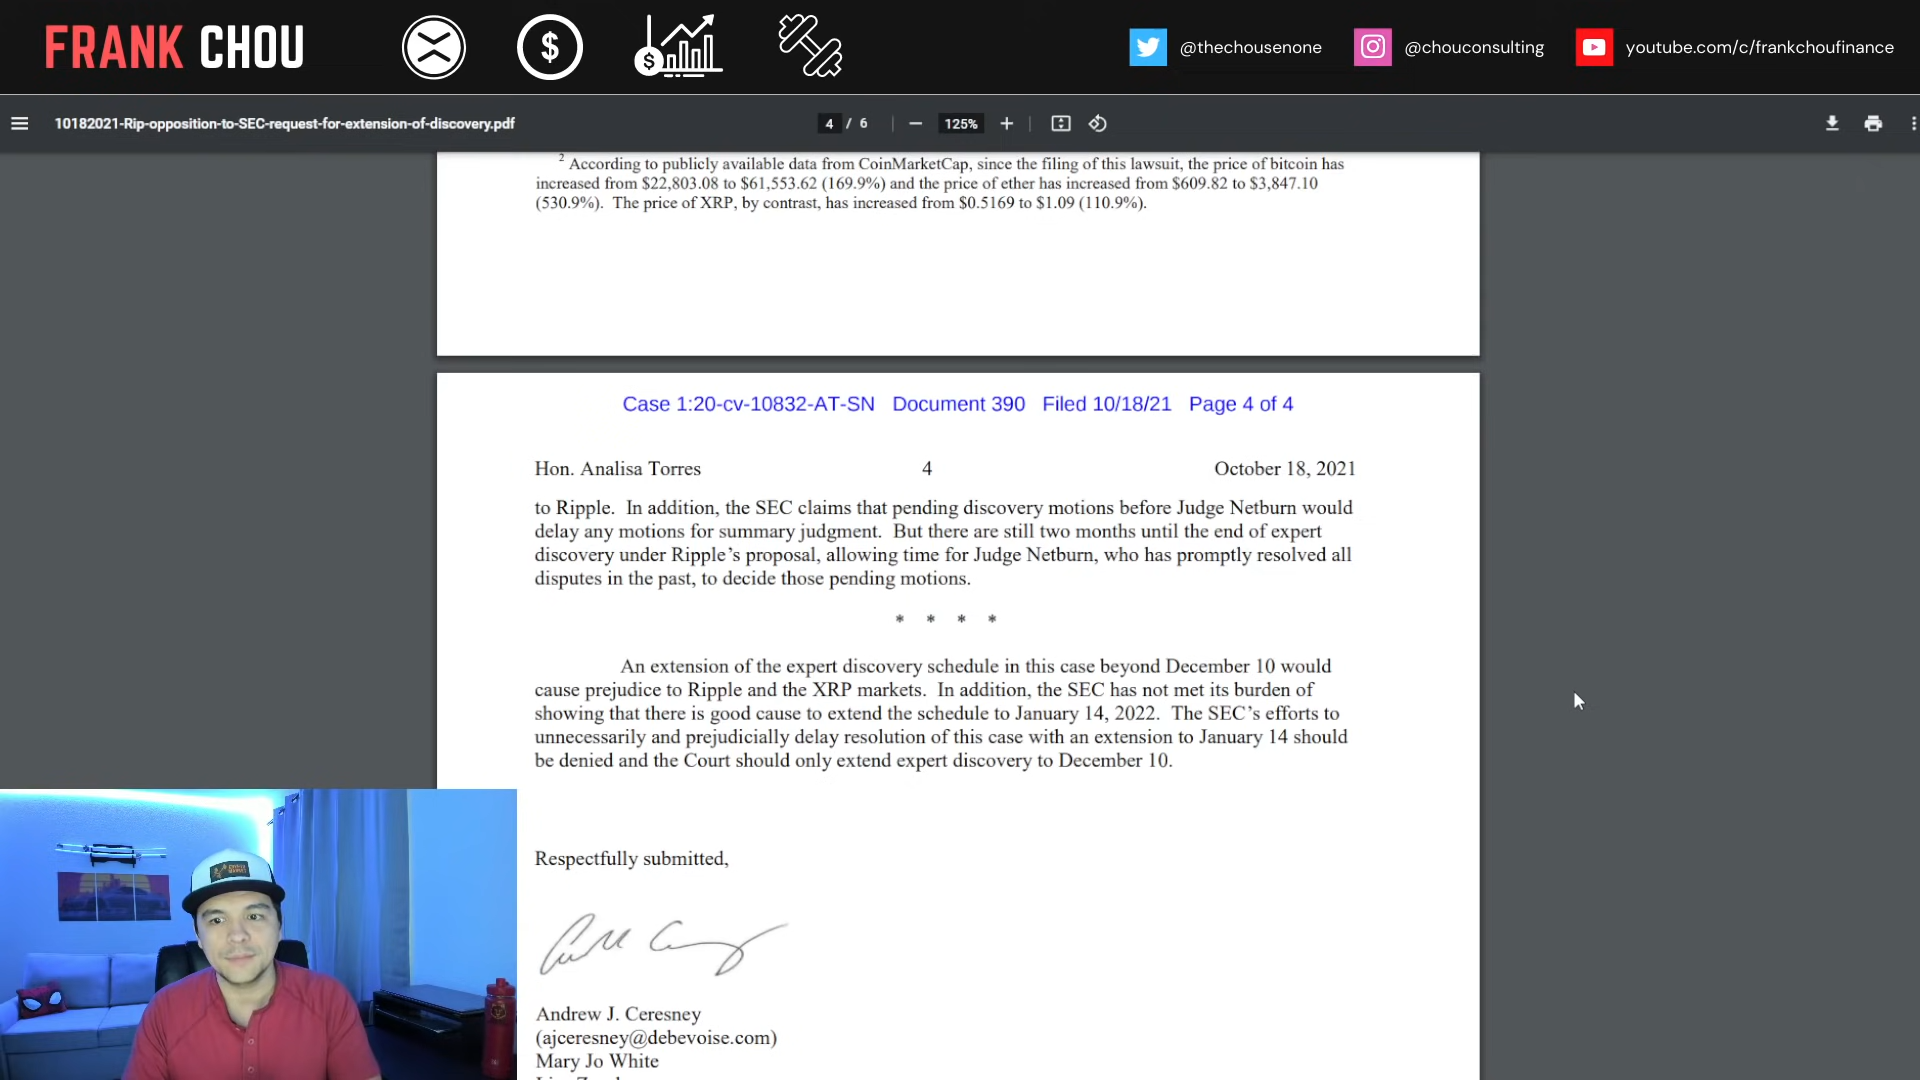 FRANK CHOU
@thechousenone
@chouconsulting
youtube.com/c/frankchoufinance
10182021-Rip-opposition-to-SEC-request-for-extension-of-discovery.pdf
4 / 6
125%
2 According to publicly available data from CoinMarketCap, since the filing of this lawsuit, the price of bitcoin has
increased from $22,803.08 to $61,553.62 (169.9%) and the price of ether has increased from $609.82 to $3,847.10
(530.9%). The price of XRP, by contrast, has increased from $0.5169 to $1.09 (110.9%).
Case 1:20-cv-10832-AT-SN Document 390 Filed 10/18/21 Page 4 of 4
Hon. Analisa Torres 4 October 18, 2021
to Ripple. In addition, the SEC claims that pending discovery motions before Judge Netburn would
delay any motions for summary judgment. But there are still two months until the end of expert
discovery under Ripple's proposal, allowing time for Judge Netburn, who has promptly resolved all
disputes in the past, to decide those pending motions.
* * * *
An extension of the expert discovery schedule in this case beyond December 10 would
cause prejudice to Ripple and the XRP markets. In addition, the SEC has not met its burden of
showing that there is good cause to extend the schedule to January 14, 2022. The SEC's efforts to
unnecessarily and prejudicially delay resolution of this case with an extension to January 14 should
be denied and the Court should only extend expert discovery to December 10.
Respectfully submitted,
Andrew J. Ceresney
(ajceresney@debevoise.com)
Mary Jo White